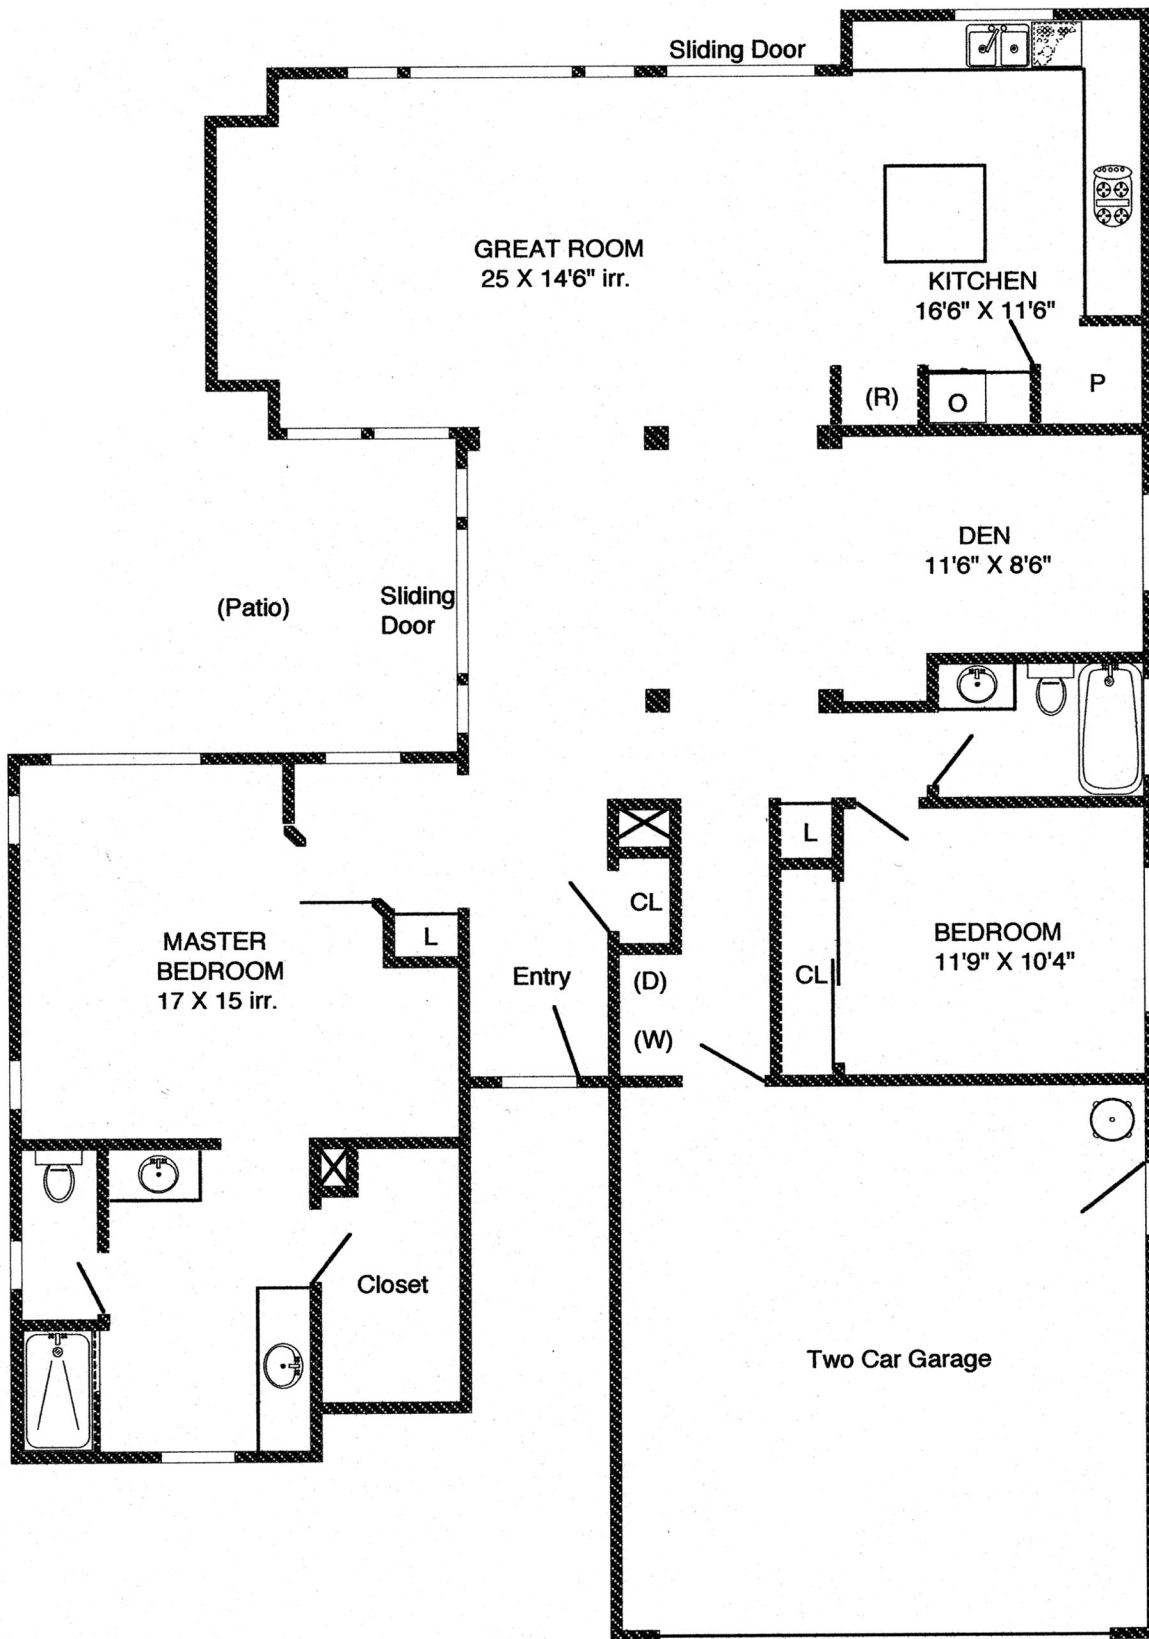 Sliding Door
GREAT ROOM
25 X 14'6" irr.
KITCHEN
16'6" X 11'6"
(R)
O
P
DEN
11'6" X 8'6"
(Patio)
Sliding
Door
L
CL
MASTER
BEDROOM
17 X 15 irr.
L
Entry
(D)
(W)
CL
BEDROOM
11'9" X 10'4"
Closet
Two Car Garage